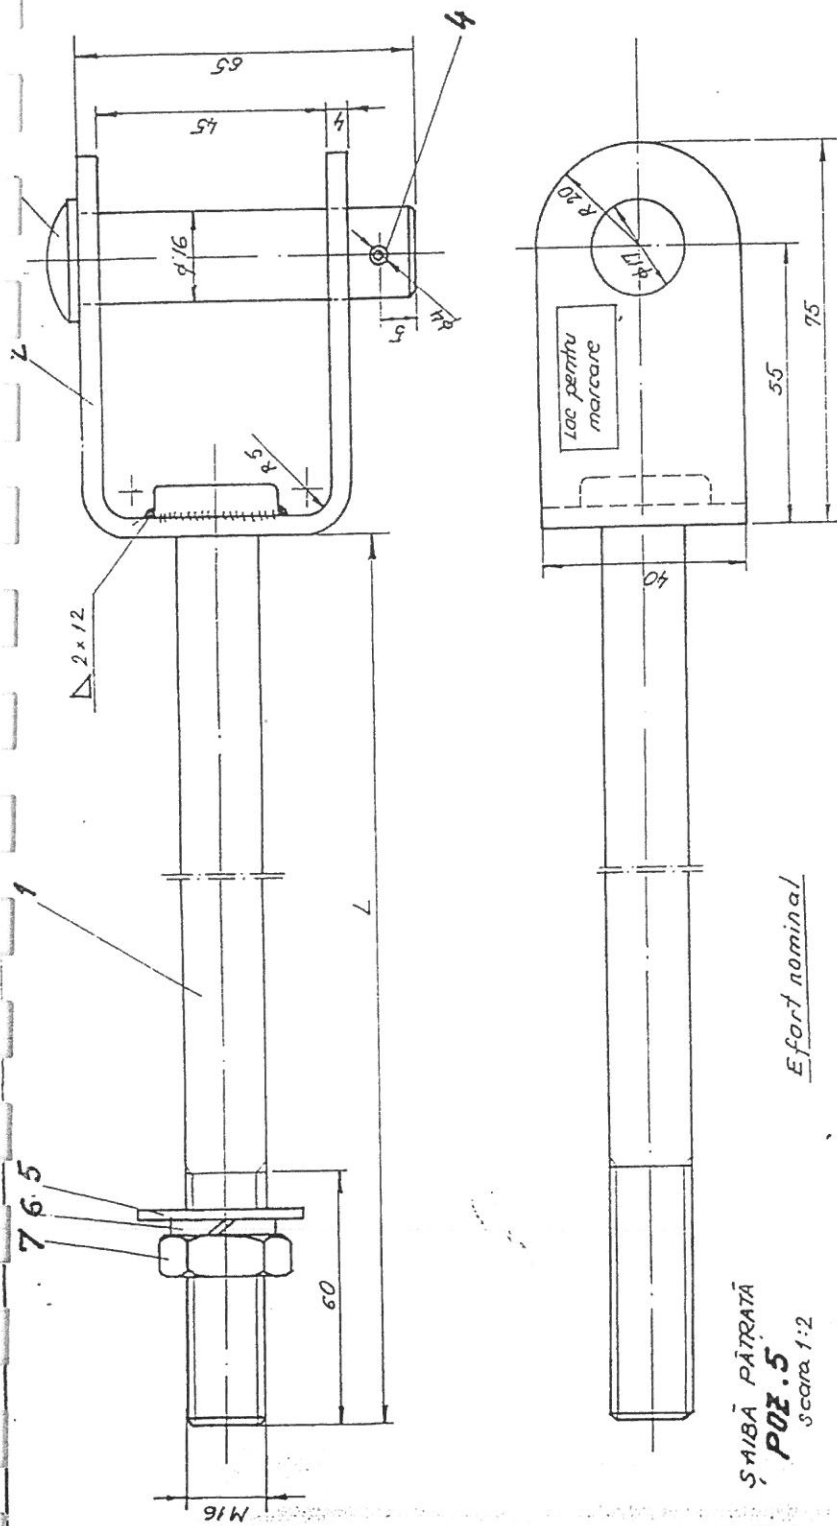 4
65
45
4
2
ϕ16
5
ϕ4
R5
2 x 12
1
L
5
6
7
60
M16
R20
ϕ17
Loc pentru
marcare
55
75
40
Efort nominal
ȘAIBĂ PĂTRATĂ
POZ. 5
Scara 1:2